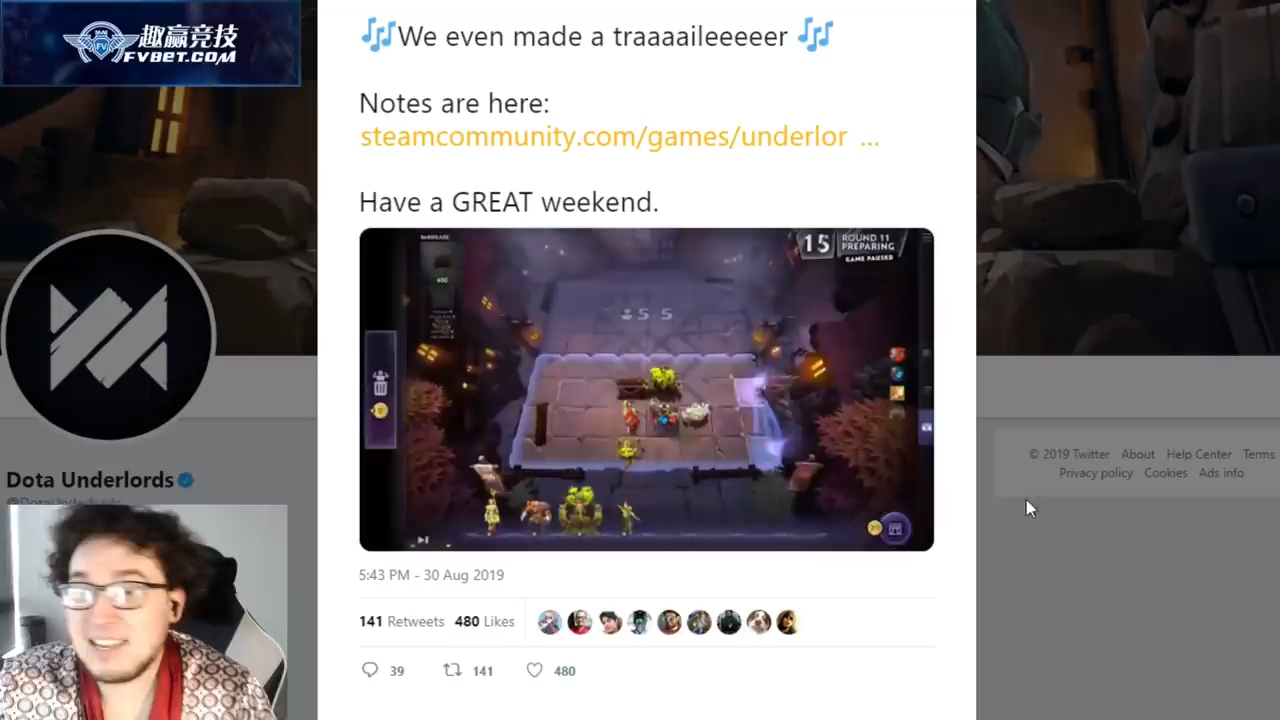 趣赢竞技
FVBET.COM
🎶We even made a traaaaileeeeer 🎶
Notes are here:
steamcommunity.com/games/underlor …
Have a GREAT weekend.
15
ROUND 11
PREPARING
GAME PAUSED
5 5
Dota Underlords
5:43 PM - 30 Aug 2019
141 Retweets 480 Likes
39 141 480
© 2019 Twitter About Help Center Terms
Privacy policy Cookies Ads info